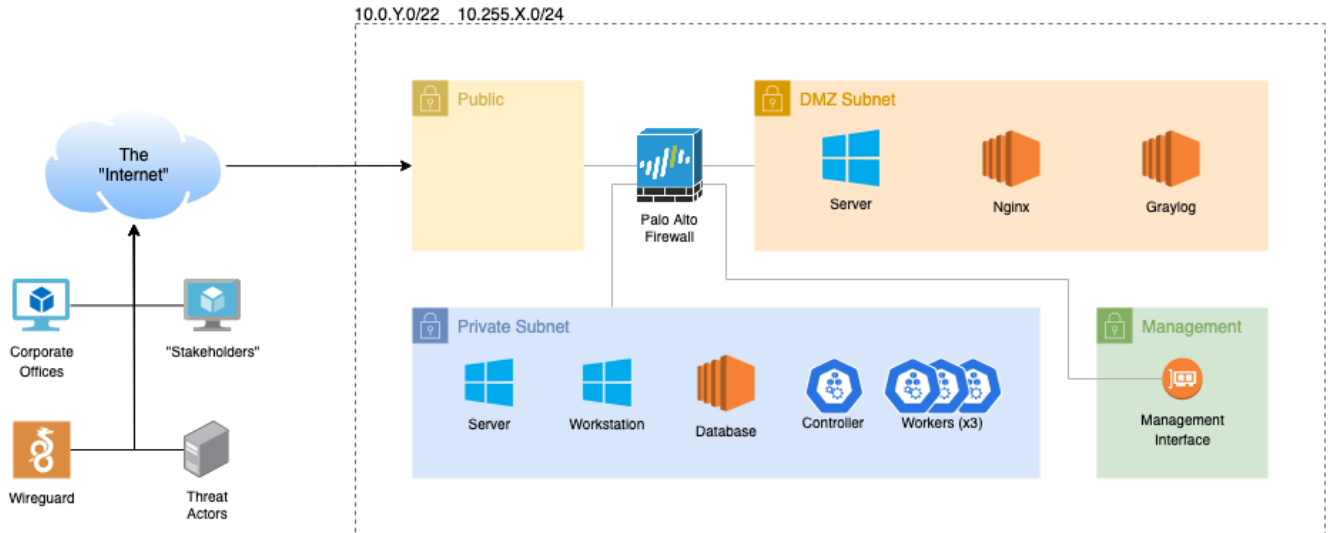 10.0.Y.0/22 10.255.X.0/24
Public
DMZ Subnet
The
"Internet"
Server
Nginx
Graylog
Palo Alto
Firewall
Corporate
Offices
"Stakeholders"
Wireguard
Threat
Actors
Private Subnet
Server
Workstation
Database
Controller
Workers (x3)
Management
Management
Interface